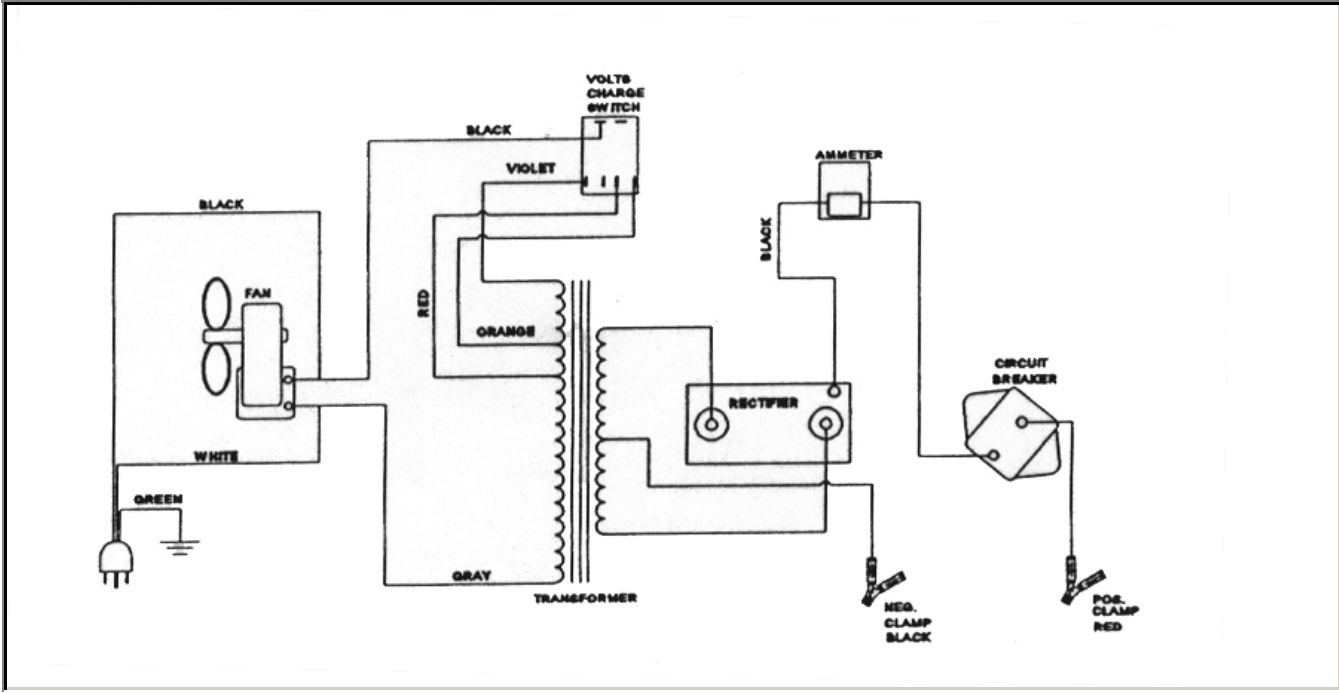 VOLTS
CHARGE
SWITCH
BLACK
VIOLET
AMMETER
BLACK
BLACK
FAN
RED
ORANGE
CIRCUIT
BREAKER
RECTIFIER
WHITE
GREEN
GRAY
TRANSFORMER
NEG.
CLAMP
BLACK
POS.
CLAMP
RED